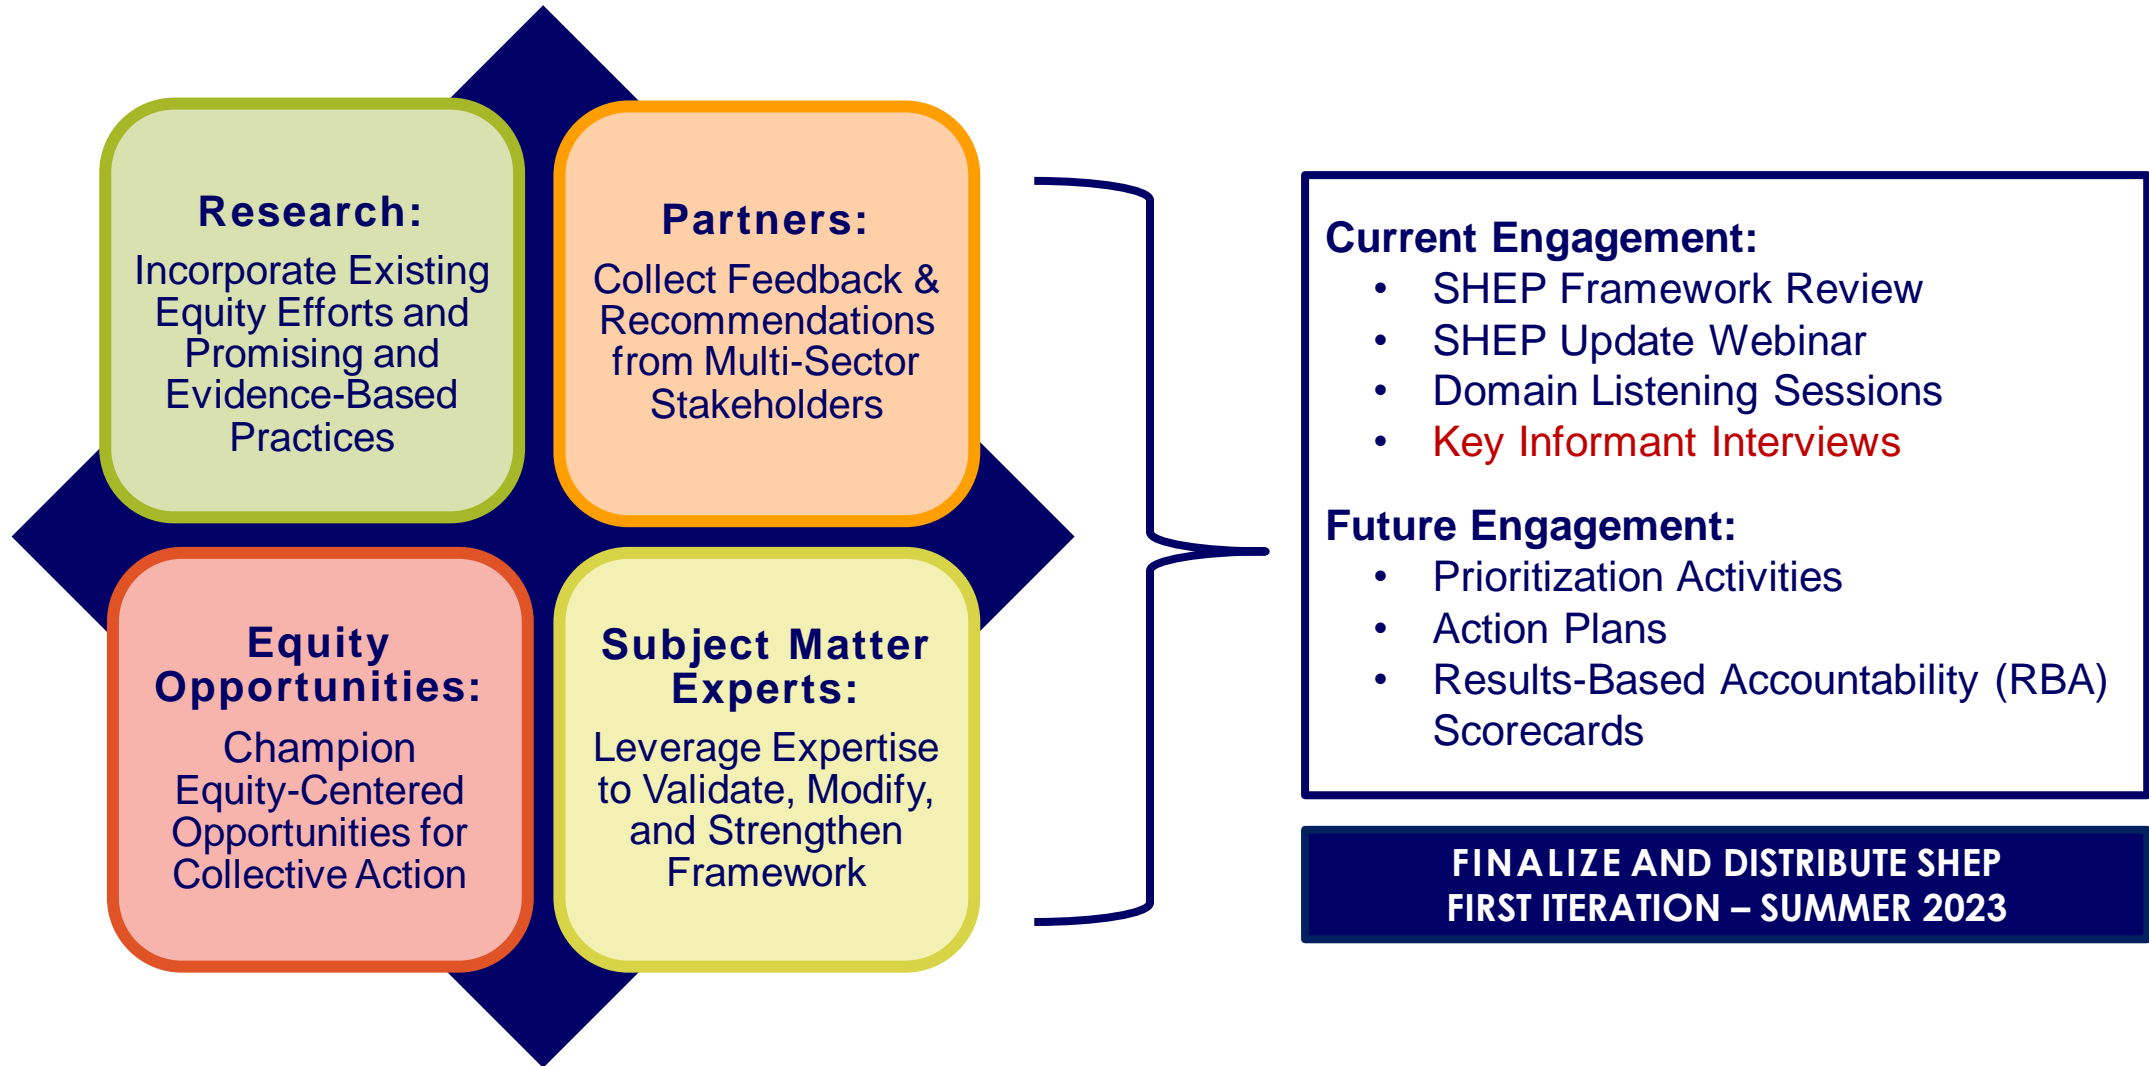 Research:
Incorporate Existing
Equity Efforts and
Promising and
Evidence-Based
Practices
Partners:
Collect Feedback &
Recommendations
from Multi-Sector
Stakeholders
Equity
Opportunities:
Champion
Equity-Centered
Opportunities for
Collective Action
Subject Matter
Experts:
Leverage Expertise
to Validate, Modify,
and Strengthen
Framework
Current Engagement:
• SHEP Framework Review
• SHEP Update Webinar
• Domain Listening Sessions
• Key Informant Interviews
Future Engagement:
• Prioritization Activities
• Action Plans
• Results-Based Accountability (RBA)
Scorecards
FINALIZE AND DISTRIBUTE SHEP
FIRST ITERATION – SUMMER 2023